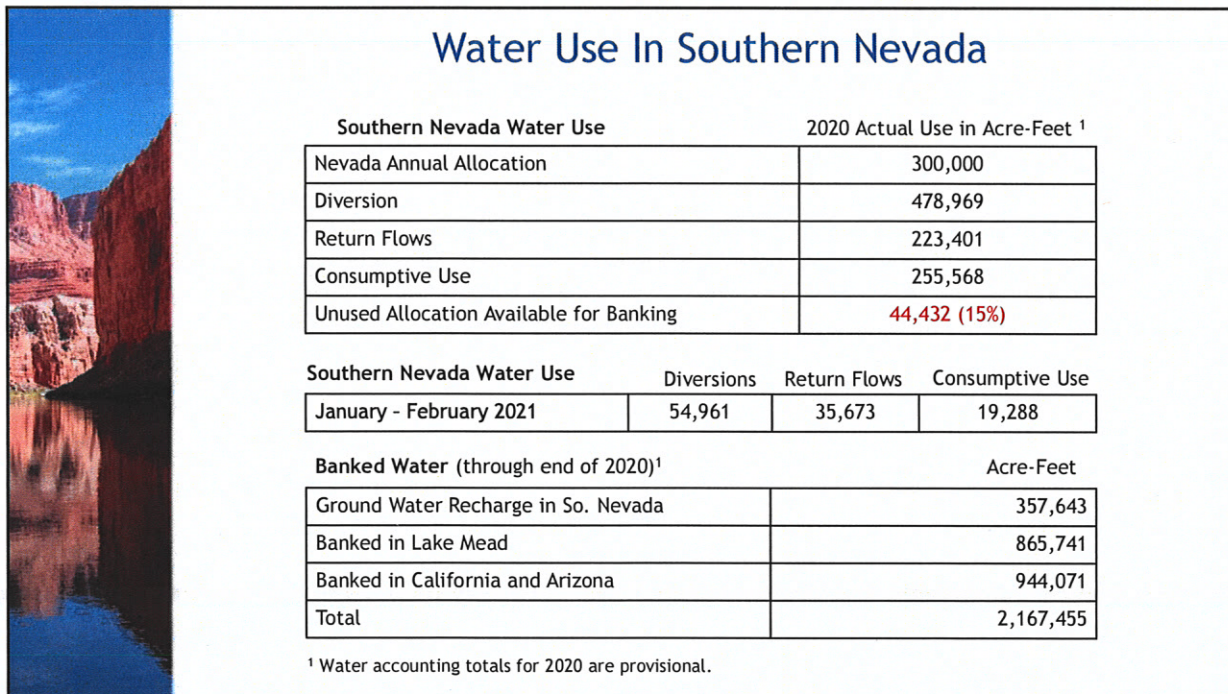 Water Use In Southern Nevada
Southern Nevada Water Use 2020 Actual Use in Acre-Feet ¹
Nevada Annual Allocation 300,000
Diversion 478,969
Return Flows 223,401
Consumptive Use 255,568
Unused Allocation Available for Banking 44,432 (15%)
Southern Nevada Water Use Diversions Return Flows Consumptive Use
January - February 2021 54,961 35,673 19,288
Banked Water (through end of 2020)¹ Acre-Feet
Ground Water Recharge in So. Nevada 357,643
Banked in Lake Mead 865,741
Banked in California and Arizona 944,071
Total 2,167,455
¹ Water accounting totals for 2020 are provisional.